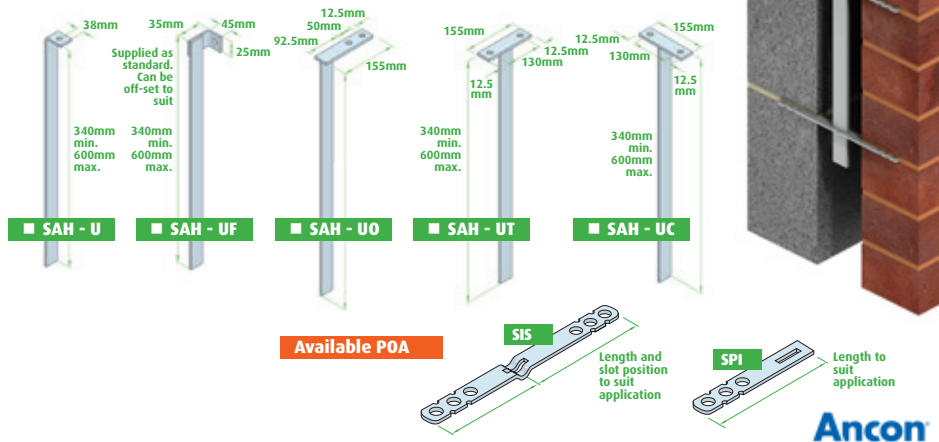 38mm
340mm
min.
600mm
max.
■ SAH - U
35mm
45mm
25mm
Supplied as
standard.
Can be
off-set to
suit
340mm
min.
600mm
max.
■ SAH - UF
12.5mm
50mm
92.5mm
155mm
■ SAH - UO
155mm
12.5mm
130mm
12.5
mm
340mm
min.
600mm
max.
■ SAH - UT
155mm
12.5mm
130mm
12.5
mm
340mm
min.
600mm
max.
■ SAH - UC
Available POA
SIS
Length and
slot position
to suit
application
SPI
Length to
suit
application
Ancon